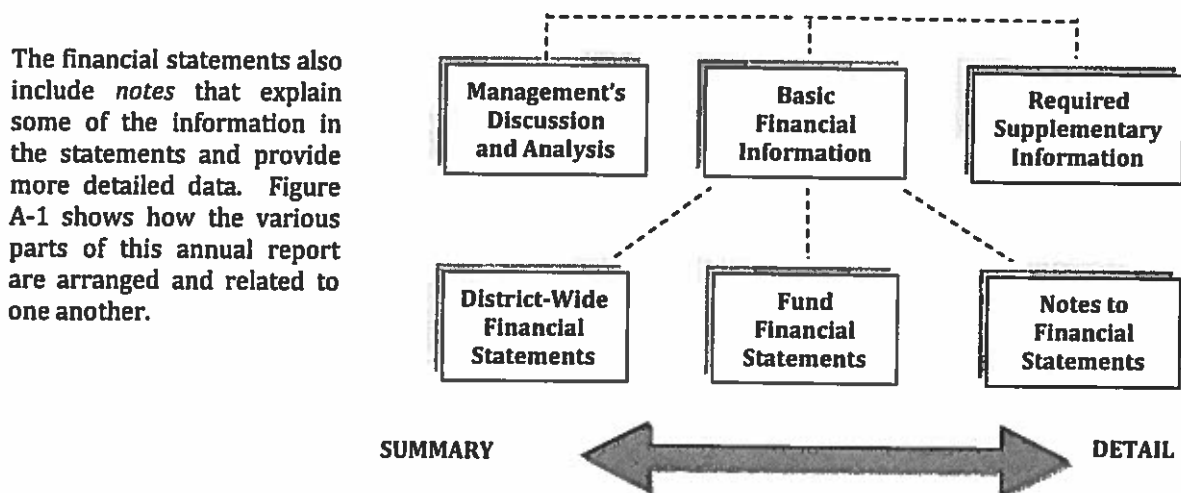 The financial statements also
include notes that explain
some of the information in
the statements and provide
more detailed data. Figure
A-1 shows how the various
parts of this annual report
are arranged and related to
one another.
Management's
Discussion
and Analysis
Basic
Financial
Information
Required
Supplementary
Information
District-Wide
Financial
Statements
Fund
Financial
Statements
Notes to
Financial
Statements
SUMMARY
DETAIL